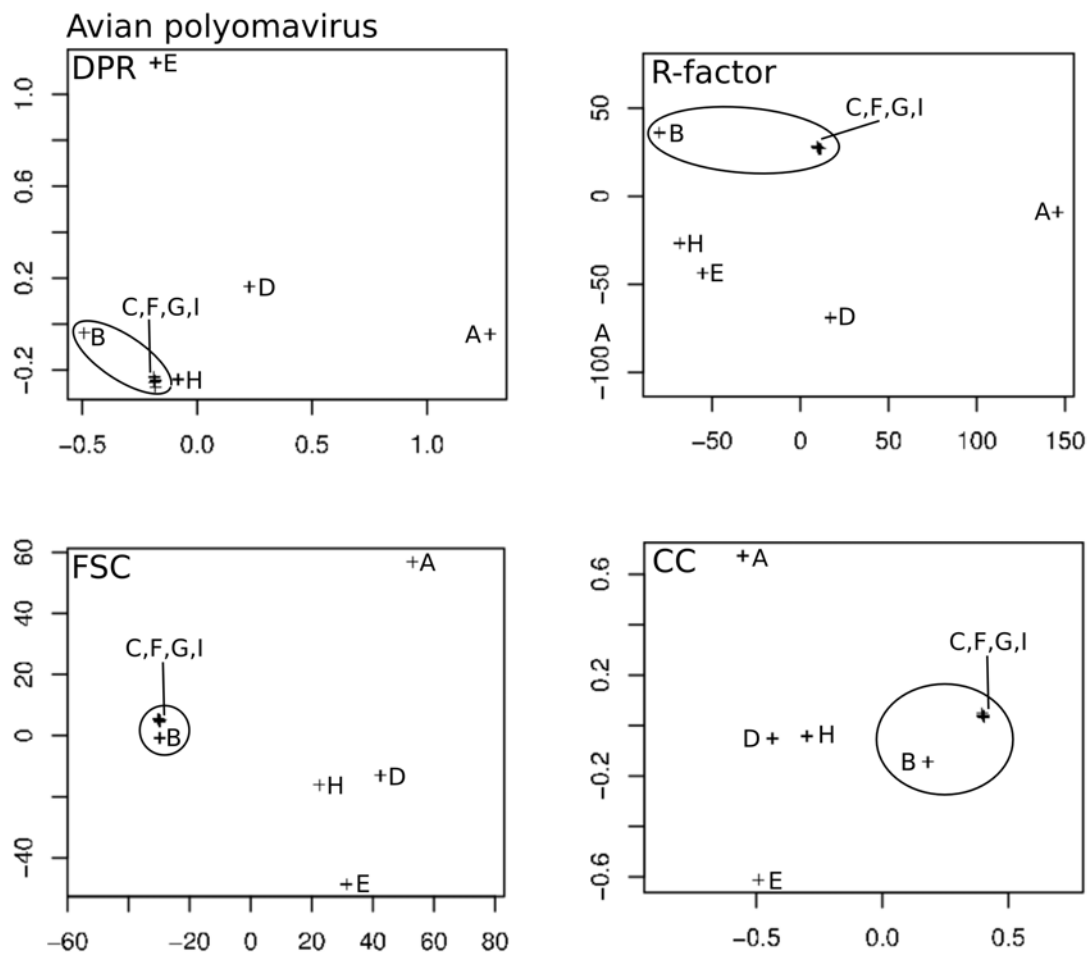 Avian polyomavirus
DPR
E
C,F,G,I
B
H
D
A
1.0
0.6
0.2
−0.2
−0.5
0.0
0.5
1.0
R-factor
C,F,G,I
B
A
H
E
D
A
50
0
−50
−100
−50
0
50
100
150
FSC
A
C,F,G,I
B
H
D
E
60
40
20
0
−40
−60
−20
0
20
40
60
80
CC
A
C,F,G,I
D
H
B
E
0.6
0.2
−0.2
−0.6
−0.5
0.0
0.5